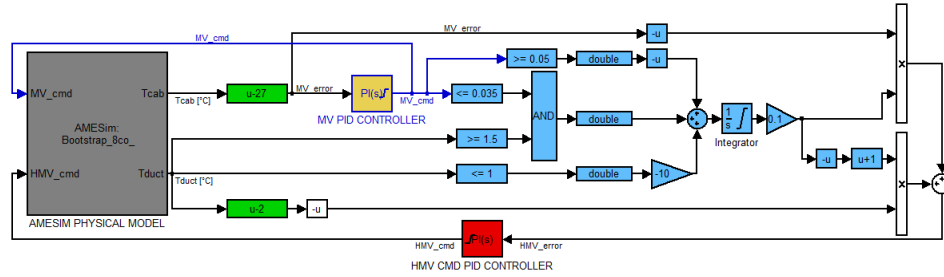 MV_error
-u
MV_cmd
>= 0.05
double
-u
MV_cmd
Tcab
Tcab [°C]
u-27
MV_error
PI(s)
MV_cmd
MV PID CONTROLLER
<= 0.035
AND
AMESim:
Bootstrap_8co_
>= 1.5
double
1
s
Integrator
0.1
x
HMV_cmd
Tduct
Tduct [°C]
<= 1
double
-10
-u
u+1
x
AMESIM PHYSICAL MODEL
u-2
-u
HMV_cmd
PI(s)
HMV_error
HMV CMD PID CONTROLLER